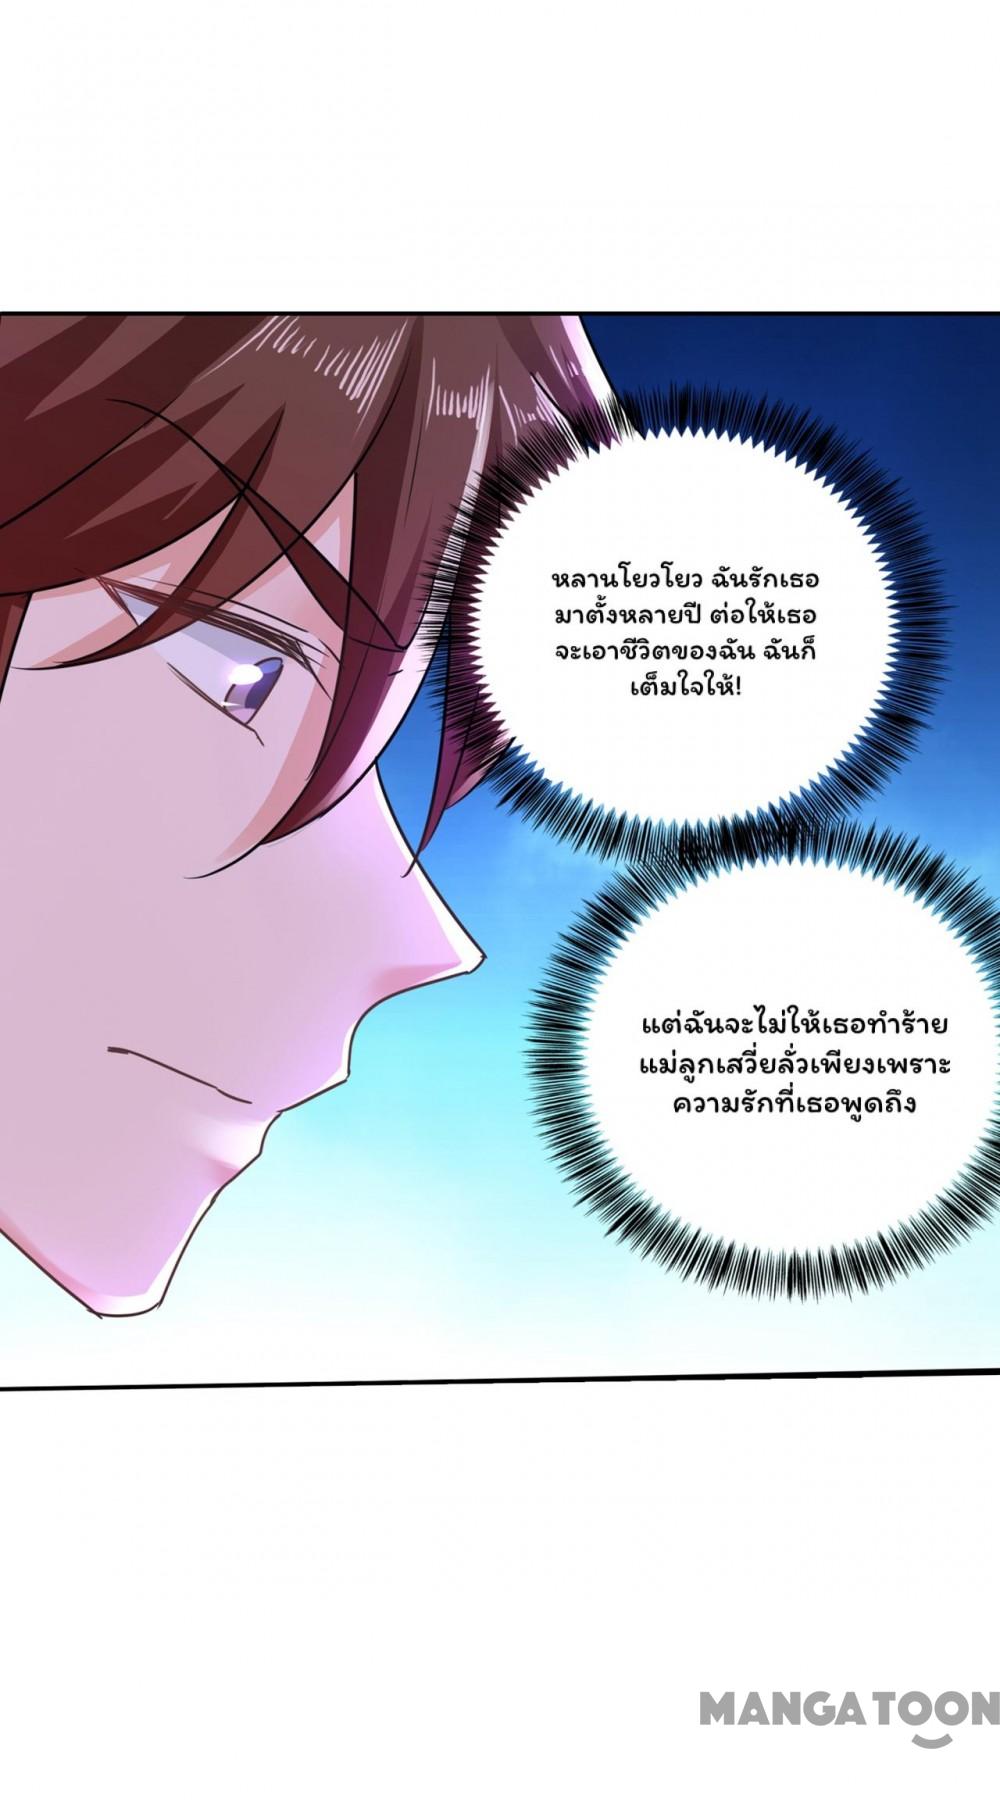 หลานโยวโยว ฉันรักเธอ
มาตั้งหลายปี ต่อให้เธอ
จะเอาชีวิตของฉัน ฉันก็
เต็มใจให้!
แต่ฉันจะไม่ให้เธอทำร้าย
แม่ลูกเสวี่ยลั่วเพียงเพราะ
ความรักที่เธอพูดถึง
MANGATOON